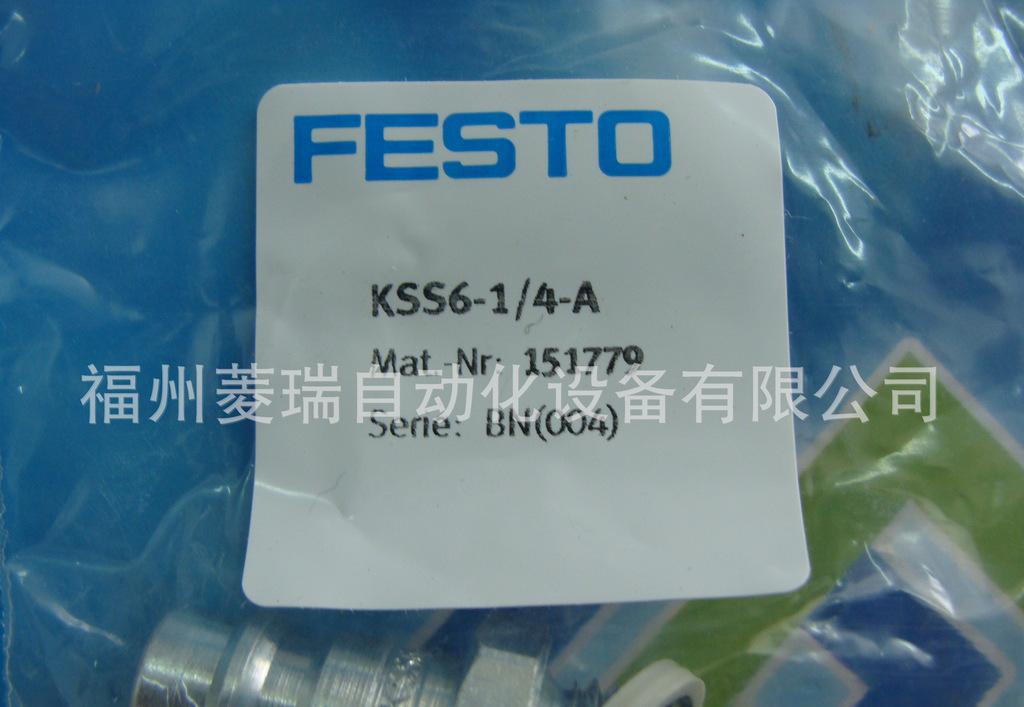 FESTO
KSS6-1/4-A
Mat.-Nr: 151779
福州菱瑞自动化设备有限公司
Serie: BN(004)